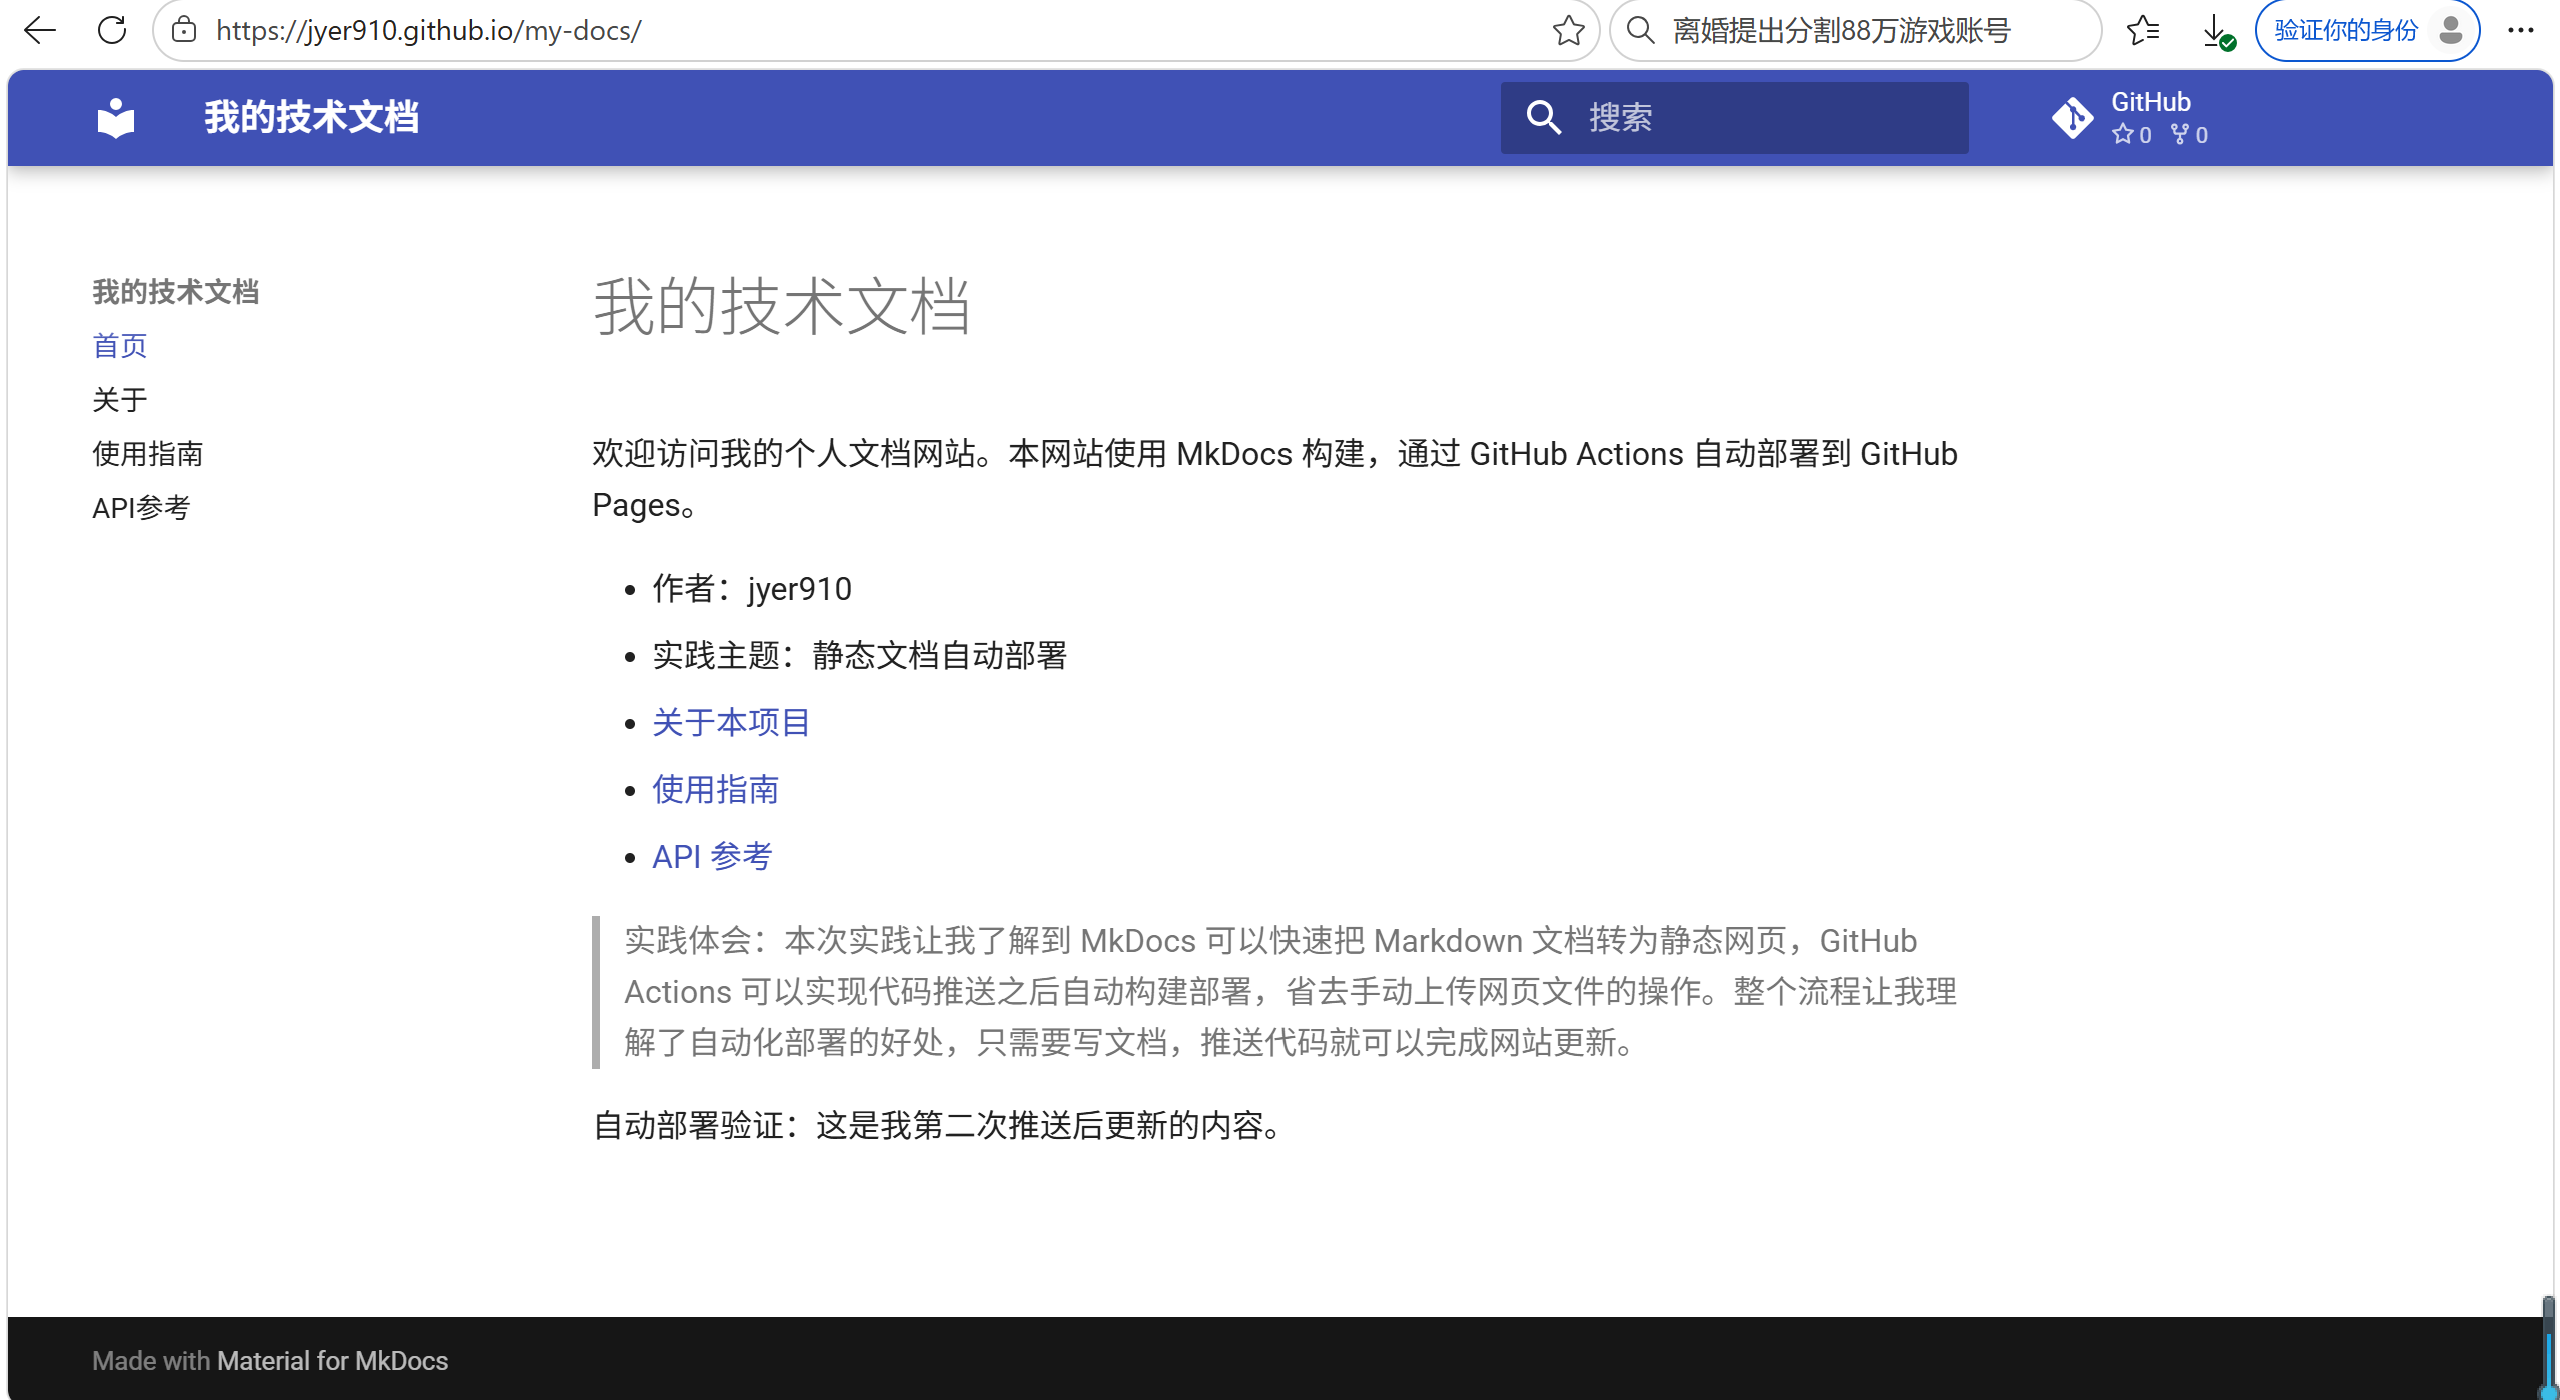 https://jyer910.github.io/my-docs/
离婚提出分割88万游戏账号
验证你的身份
我的技术文档
搜索
GitHub
0 0
我的技术文档
首页
关于
使用指南
API参考
我的技术文档
欢迎访问我的个人文档网站。本网站使用 MkDocs 构建，通过 GitHub Actions 自动部署到 GitHub
Pages。
作者：jyer910
实践主题：静态文档自动部署
关于本项目
使用指南
API 参考
实践体会：本次实践让我了解到 MkDocs 可以快速把 Markdown 文档转为静态网页，GitHub
Actions 可以实现代码推送之后自动构建部署，省去手动上传网页文件的操作。整个流程让我理
解了自动化部署的好处，只需要写文档，推送代码就可以完成网站更新。
自动部署验证：这是我第二次推送后更新的内容。
Made with Material for MkDocs